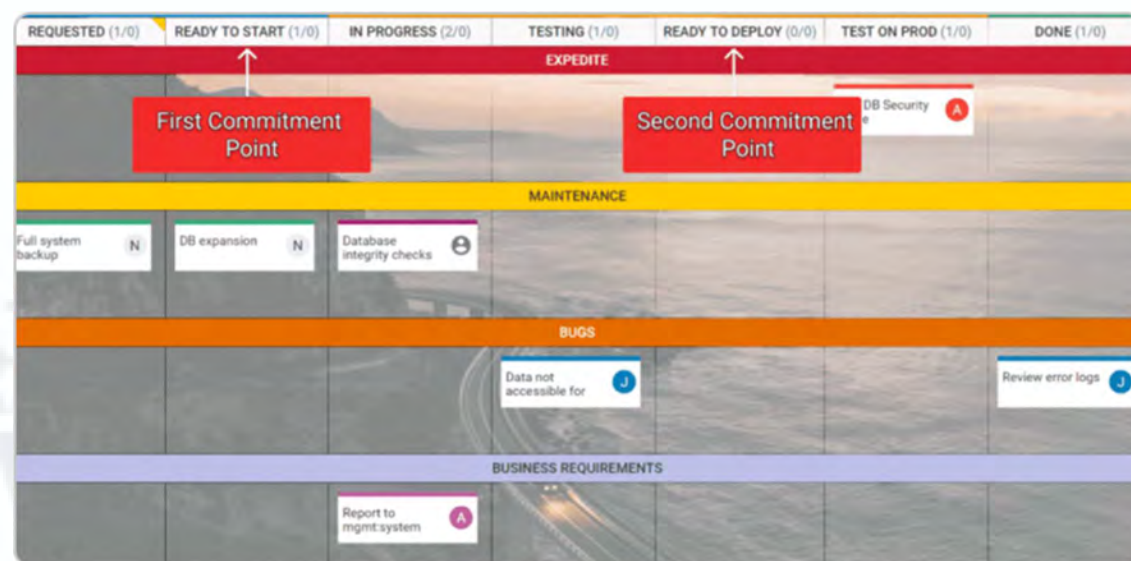 REQUESTED (1/0) READY TO START (1/0) IN PROGRESS (2/0) TESTING (1/0) READY TO DEPLOY (0/0) TEST ON PROD (1/0) DONE (1/0)
EXPEDITE
First Commitment
Point
Second Commitment
Point
DB Security
A
MAINTENANCE
Full system
backup
N
DB expansion
N
Database
integrity checks
BUGS
Data not
accessible for
J
Review error logs
J
BUSINESS REQUIREMENTS
Report to
mgmt:system
A